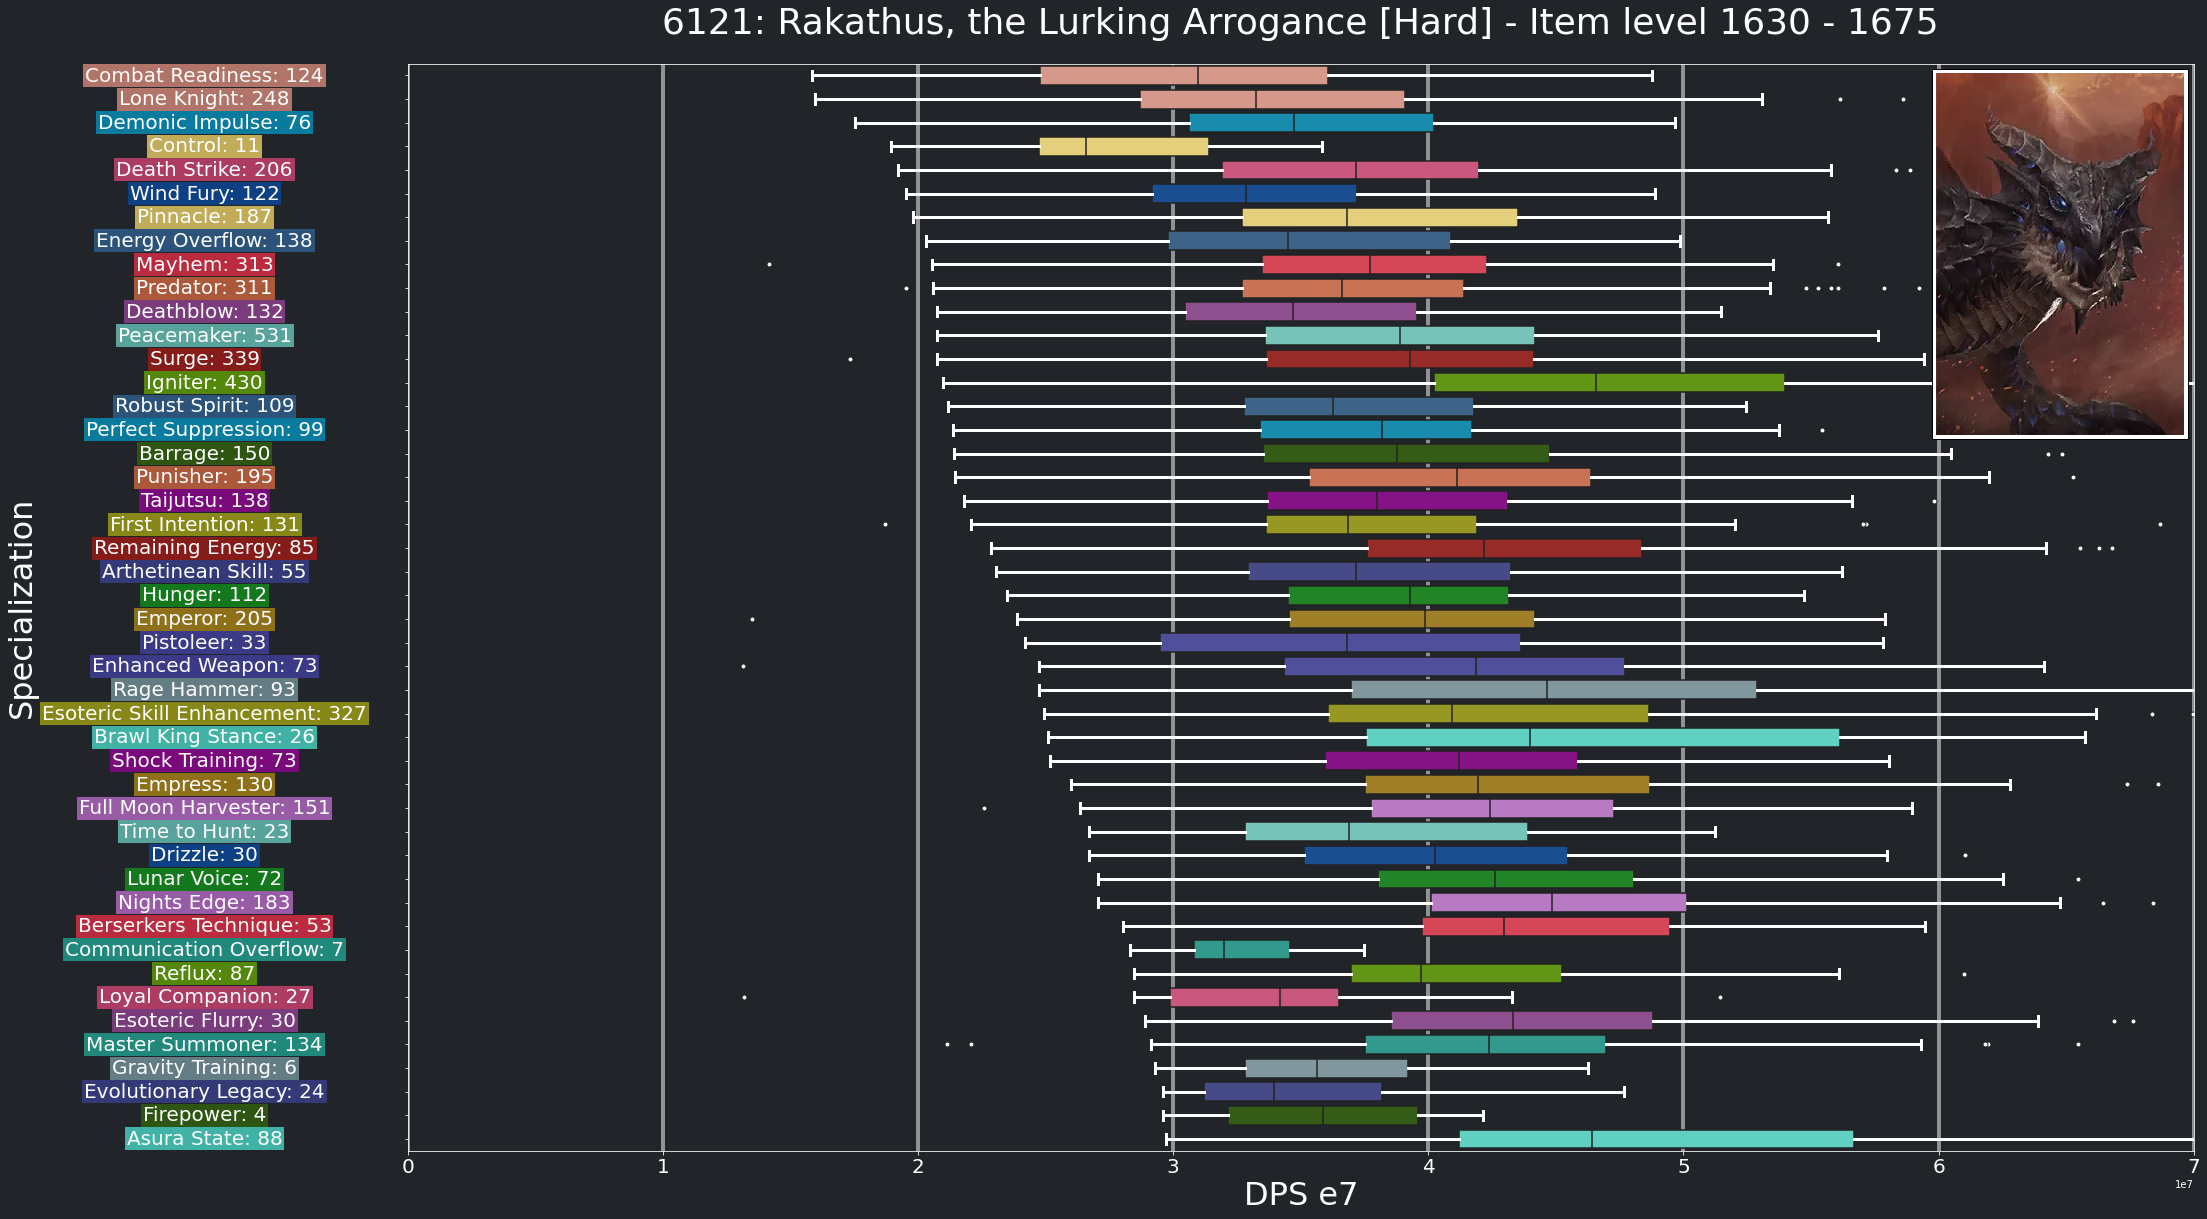 6121: Rakathus, the Lurking Arrogance [Hard] - Item level 1630 - 1675
Combat Readiness: 124
Lone Knight: 248
Demonic Impulse: 76
Control: 11
Death Strike: 206
Wind Fury: 122
Pinnacle: 187
Energy Overflow: 138
Mayhem: 313
Predator: 311
Deathblow: 132
Peacemaker: 531
Surge: 339
Igniter: 430
Robust Spirit: 109
Perfect Suppression: 99
Barrage: 150
Punisher: 195
Taijutsu: 138
First Intention: 131
Remaining Energy: 85
Arthetinean Skill: 55
Hunger: 112
Emperor: 205
Pistoleer: 33
Enhanced Weapon: 73
Rage Hammer: 93
Esoteric Skill Enhancement: 327
Brawl King Stance: 26
Shock Training: 73
Empress: 130
Full Moon Harvester: 151
Time to Hunt: 23
Drizzle: 30
Lunar Voice: 72
Nights Edge: 183
Berserkers Technique: 53
Communication Overflow: 7
Reflux: 87
Loyal Companion: 27
Esoteric Flurry: 30
Master Summoner: 134
Gravity Training: 6
Evolutionary Legacy: 24
Firepower: 4
Asura State: 88
Specialization
0 1 2 3 4 5 6 7
DPS e7
1e7